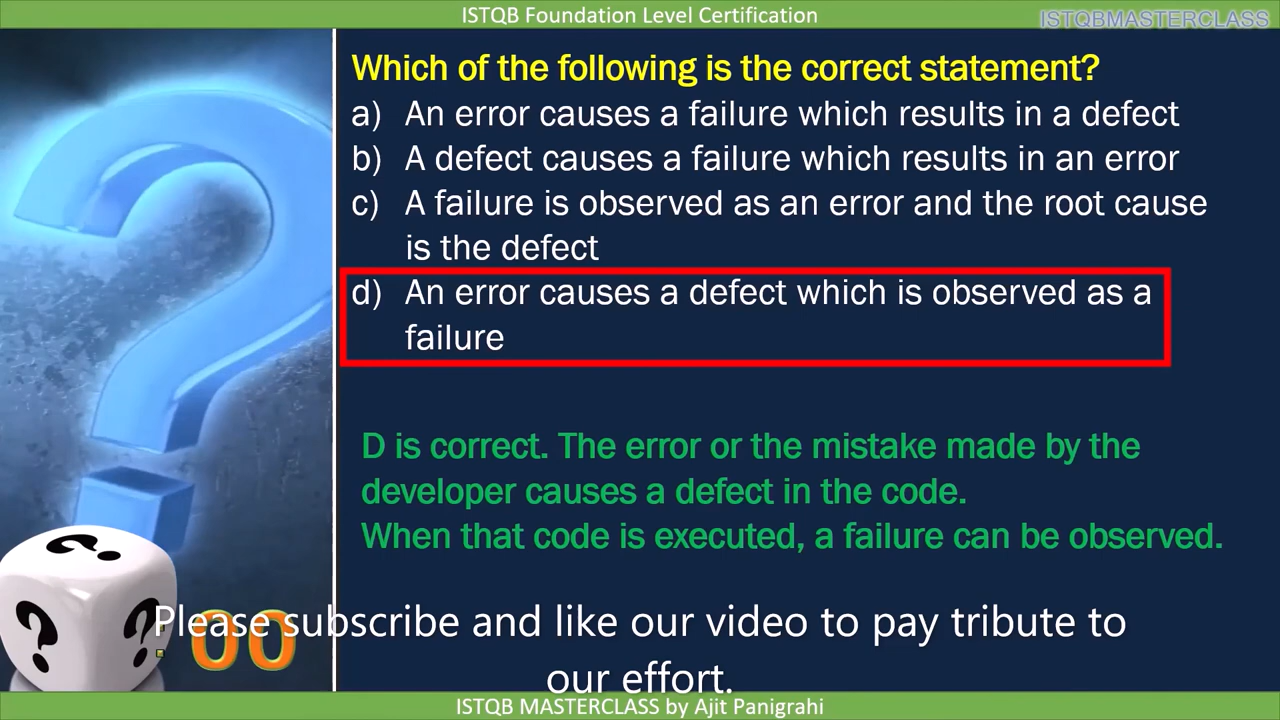 ISTQB Foundation Level Certification
ISTQBMASTERCLASS
Which of the following is the correct statement?
a) An error causes a failure which results in a defect
b) A defect causes a failure which results in an error
c) A failure is observed as an error and the root cause
is the defect
d) An error causes a defect which is observed as a
failure
D is correct. The error or the mistake made by the
developer causes a defect in the code.
When that code is executed, a failure can be observed.
? ? ?
: 00
Please subscribe and like our video to pay tribute to
our effort.
ISTQB MASTERCLASS by Ajit Panigrahi